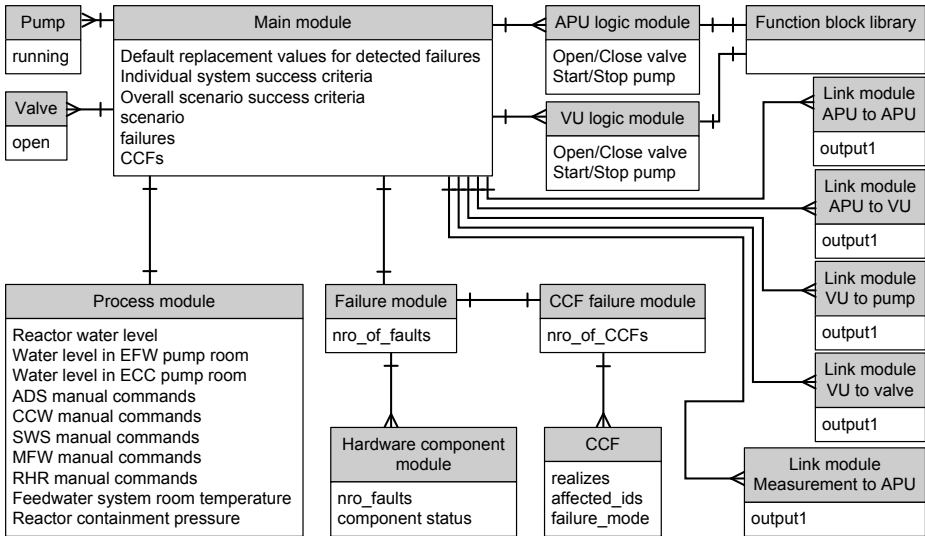 Pump
running
Valve
open
Main module
Default replacement values for detected failures
Individual system success criteria
Overall scenario success criteria
scenario
failures
CCFs
APU logic module
Open/Close valve
Start/Stop pump
VU logic module
Open/Close valve
Start/Stop pump
Function block library
Link module
APU to APU
output1
Link module
APU to VU
output1
Link module
VU to pump
output1
Link module
VU to valve
output1
Link module
Measurement to APU
output1
Process module
Reactor water level
Water level in EFW pump room
Water level in ECC pump room
ADS manual commands
CCW manual commands
SWS manual commands
MFW manual commands
RHR manual commands
Feedwater system room temperature
Reactor containment pressure
Failure module
nro_of_faults
CCF failure module
nro_of_CCFs
Hardware component
module
nro_faults
component status
CCF
realizes
affected_ids
failure_mode